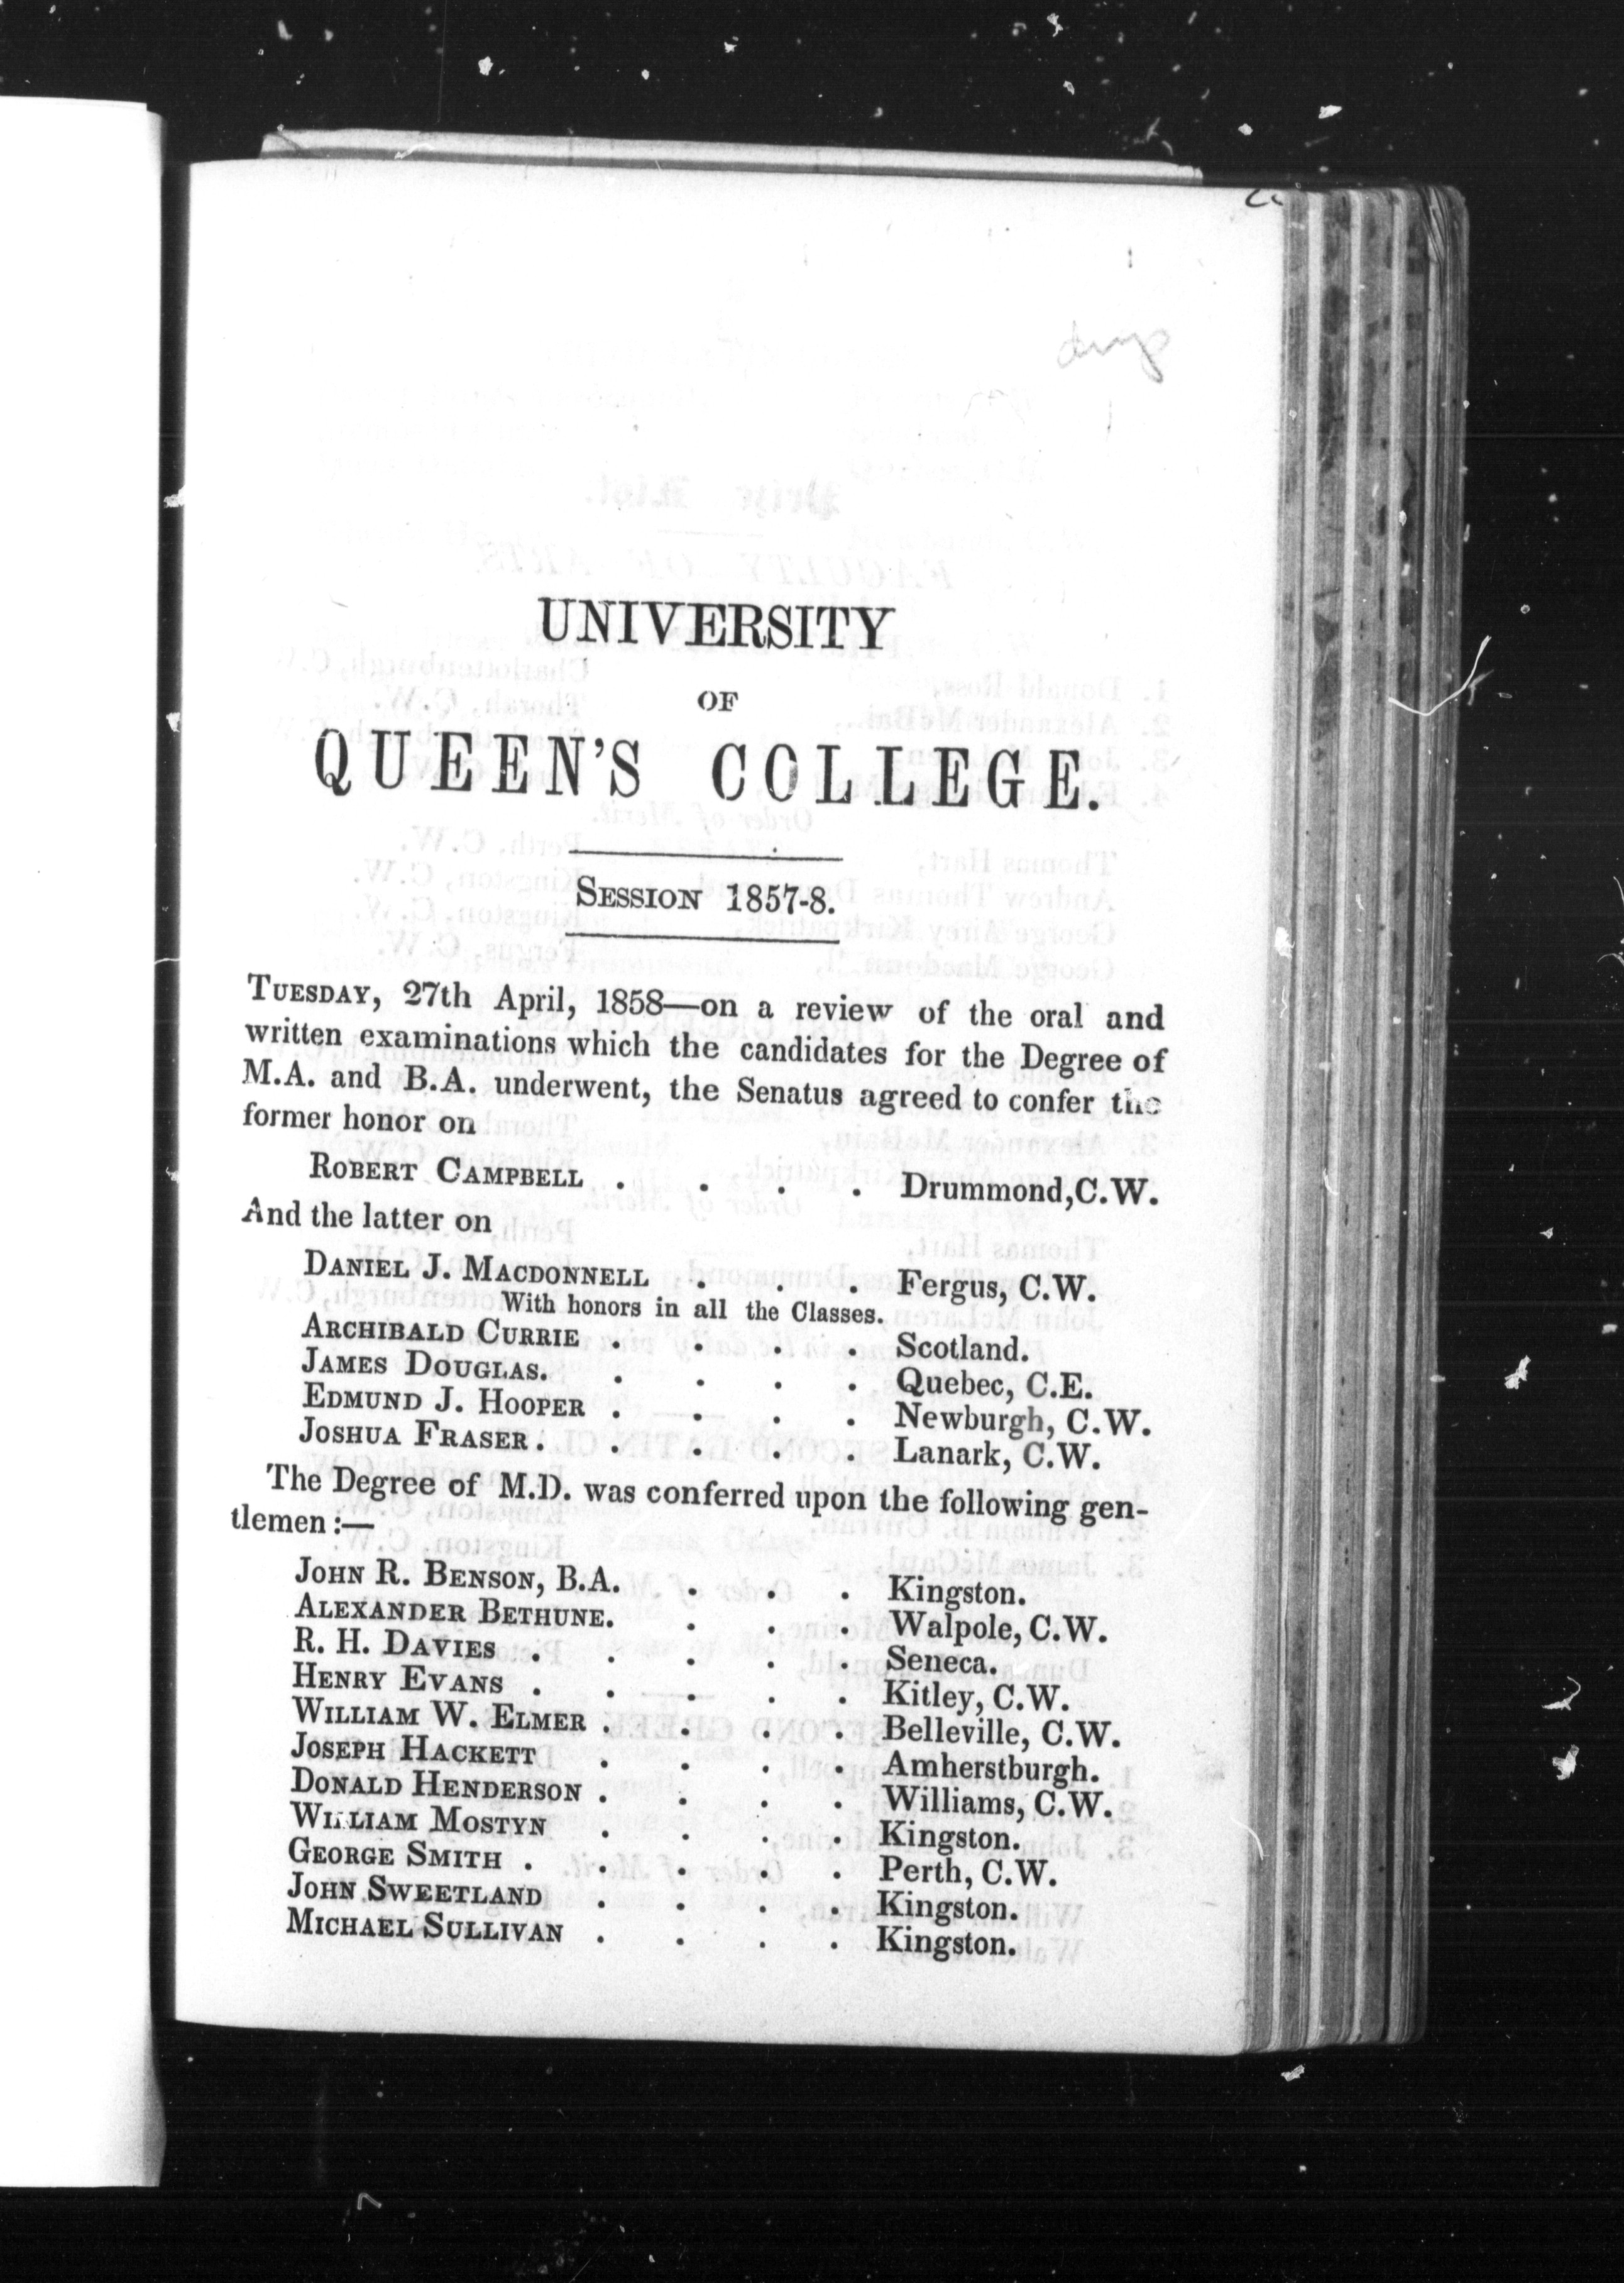 dup
UNIVERSITY
OF
QUEEN'S COLLEGE.
SESSION 1857-8.
TUESDAY, 27th April, 1858—on a review of the oral and
written examinations which the candidates for the Degree of
M.A. and B.A. underwent, the Senatus agreed to confer the
former honor on
ROBERT CAMPBELL . . . . Drummond, C.W.
And the latter on
DANIEL J. MACDONNELL . . . Fergus, C.W.
With honors in all the Classes.
ARCHIBALD CURRIE . . . . Scotland.
JAMES DOUGLAS. . . . . Quebec, C.E.
EDMUND J. HOOPER . . . . Newburgh, C.W.
JOSHUA FRASER . . . . . Lanark, C.W.
The Degree of M.D. was conferred upon the following gen-
tlemen :—
JOHN R. BENSON, B.A. . . . Kingston.
ALEXANDER BETHUNE. . . . Walpole, C.W.
R. H. DAVIES . . . . . Seneca.
HENRY EVANS . . . . . Kitley, C.W.
WILLIAM W. ELMER . . . . Belleville, C.W.
JOSEPH HACKETT . . . . Amherstburgh.
DONALD HENDERSON . . . . Williams, C.W.
WILLIAM MOSTYN . . . . Kingston.
GEORGE SMITH . . . . . Perth, C.W.
JOHN SWEETLAND . . . . Kingston.
MICHAEL SULLIVAN . . . . Kingston.